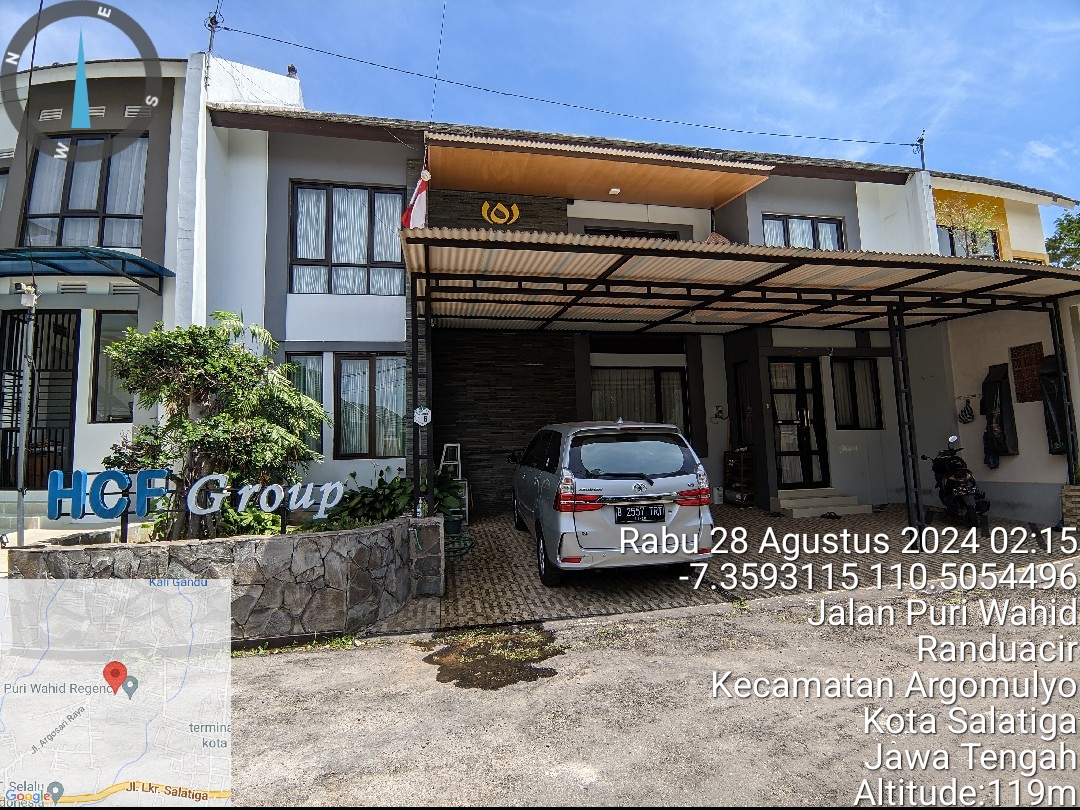 N
E
W
S
HCF Group
B 2557 TRT
Rabu 28 Agustus 2024 02:15
-7.3593115 110.5054496
Jalan Puri Wahid
Randuacir
Kecamatan Argomulyo
Kota Salatiga
Jawa Tengah
Altitude:119m
Kali Gandu
Puri Wahid Regenc
Jl. Argosari Raya
termina
kota
Selalu
Jl. Lkr. Salatiga
Google